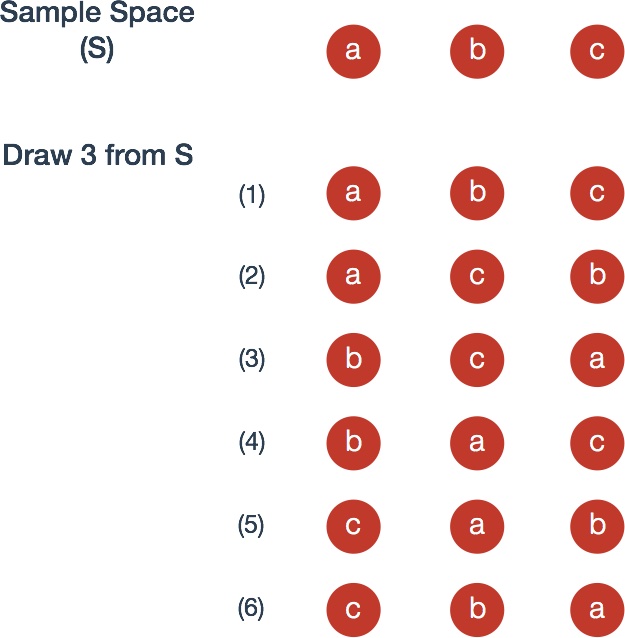 Sample Space
(S) a b c
Draw 3 from S
(1) a b c
(2) a c b
(3) b c a
(4) b a c
(5) c a b
(6) c b a